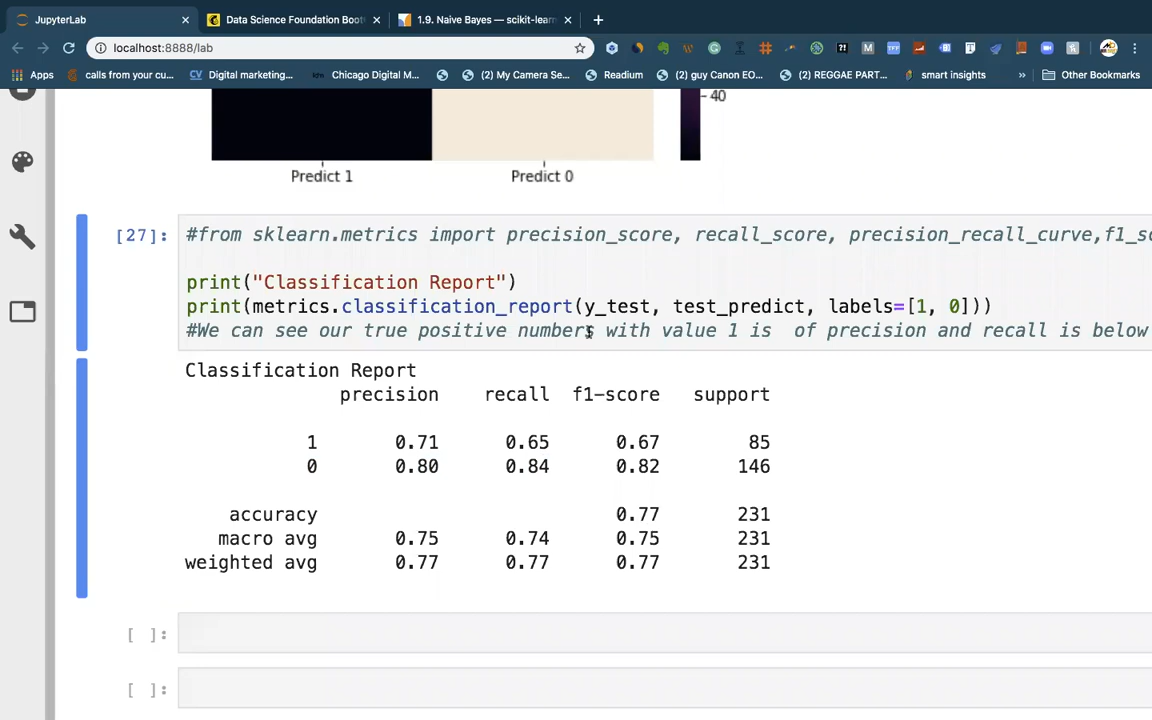 JupyterLab
Data Science Foundation Boot
1.9. Naive Bayes — scikit-learn
localhost:8888/lab
Apps
calls from your cu...
Digital marketing...
Chicago Digital M...
(2) My Camera Se...
Readium
(2) guy Canon EO...
(2) REGGAE PART...
smart insights
»
Other Bookmarks
40
Predict 1
Predict 0
[27]:
#from sklearn.metrics import precision_score, recall_score, precision_recall_curve,f1_sc
print("Classification Report")
print(metrics.classification_report(y_test, test_predict, labels=[1, 0]))
#We can see our true positive numbers with value 1 is  of precision and recall is below
Classification Report
precision recall f1-score support
1 0.71 0.65 0.67 85
0 0.80 0.84 0.82 146
accuracy 0.77 231
macro avg 0.75 0.74 0.75 231
weighted avg 0.77 0.77 0.77 231
[ ]:
[ ]: